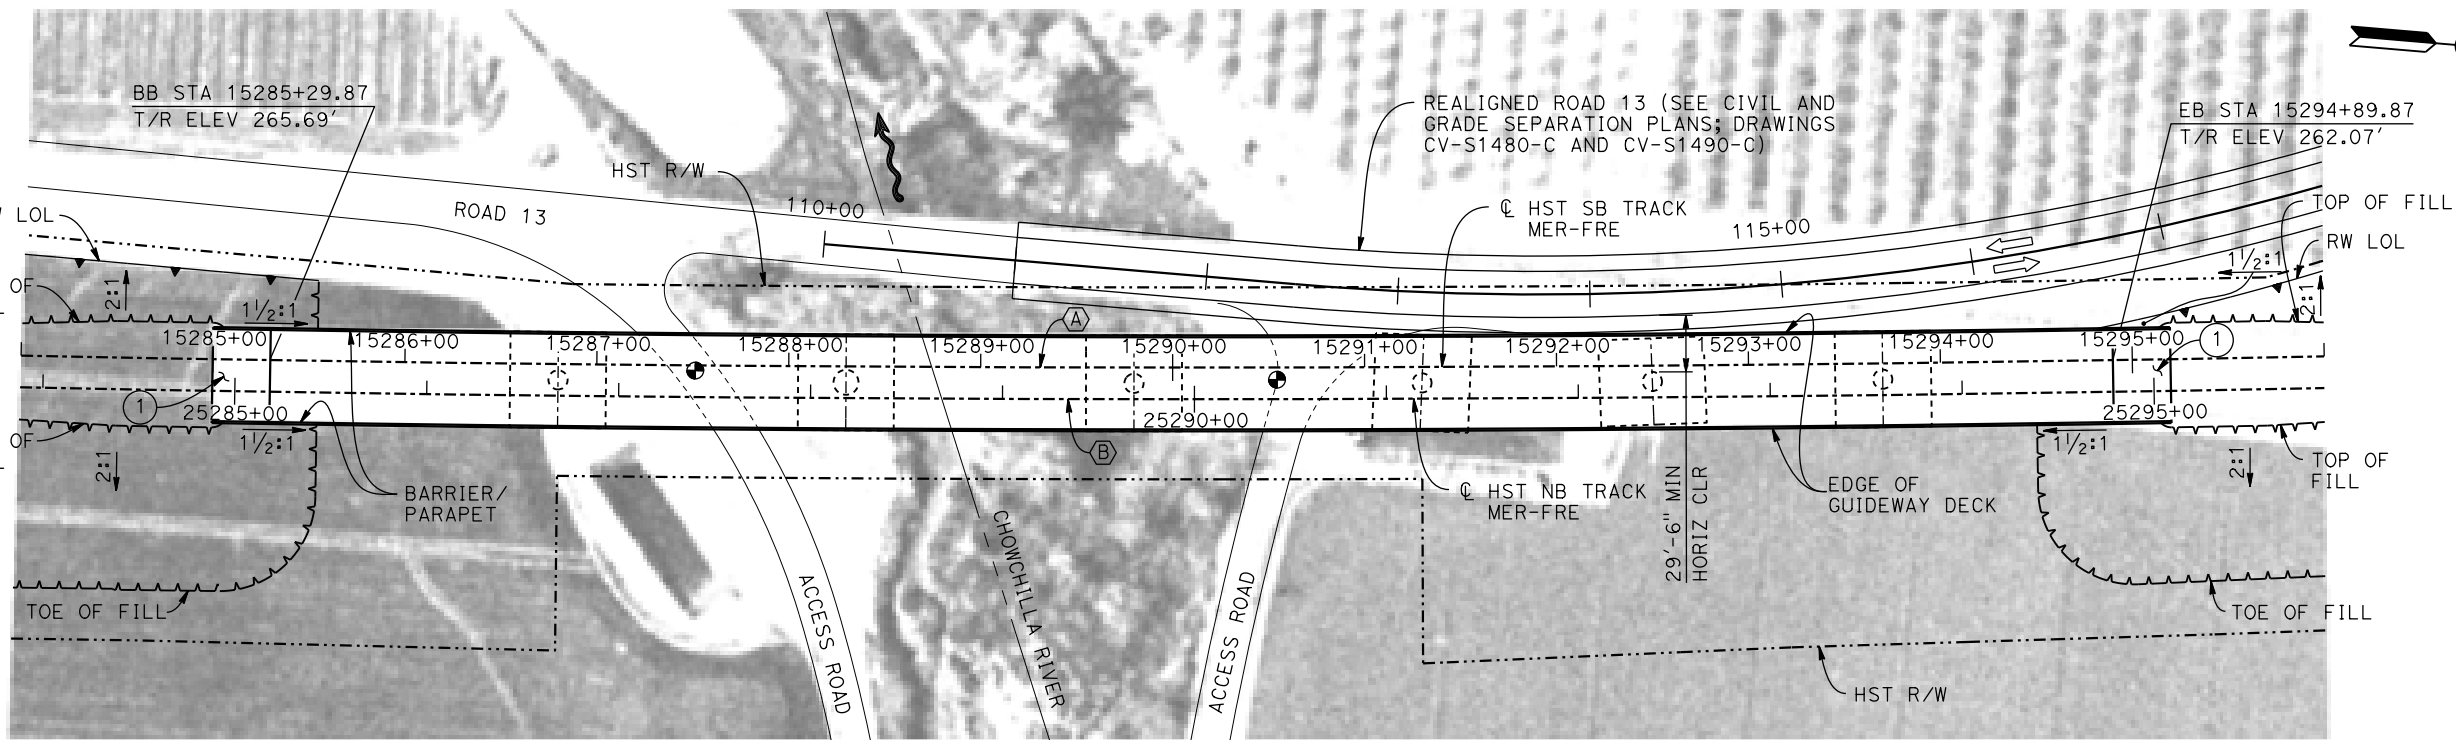 BB STA 15285+29.87
T/R ELEV 265.69'
REALIGNED ROAD 13 (SEE CIVIL AND
GRADE SEPARATION PLANS; DRAWINGS
CV-S1480-C AND CV-S1490-C)
EB STA 15294+89.87
T/R ELEV 262.07'
HST R/W
LOL
ROAD 13
110+00
℄ HST SB TRACK
MER-FRE
115+00
TOP OF FILL
RW LOL
1½:1
OF
2:1
1½:1
2:1
A
15285+00
15286+00
15287+00
15288+00
15289+00
15290+00
15291+00
15292+00
15293+00
15294+00
15295+00
1
1
25285+00
25290+00
25295+00
OF
1½:1
1½:1
2:1
B
2:1
BARRIER/
PARAPET
℄ HST NB TRACK
MER-FRE
29'-6" MIN
HORIZ CLR
EDGE OF
GUIDEWAY DECK
TOP OF
FILL
CHOWCHILLA RIVER
ACCESS ROAD
ACCESS ROAD
TOE OF FILL
TOE OF FILL
HST R/W